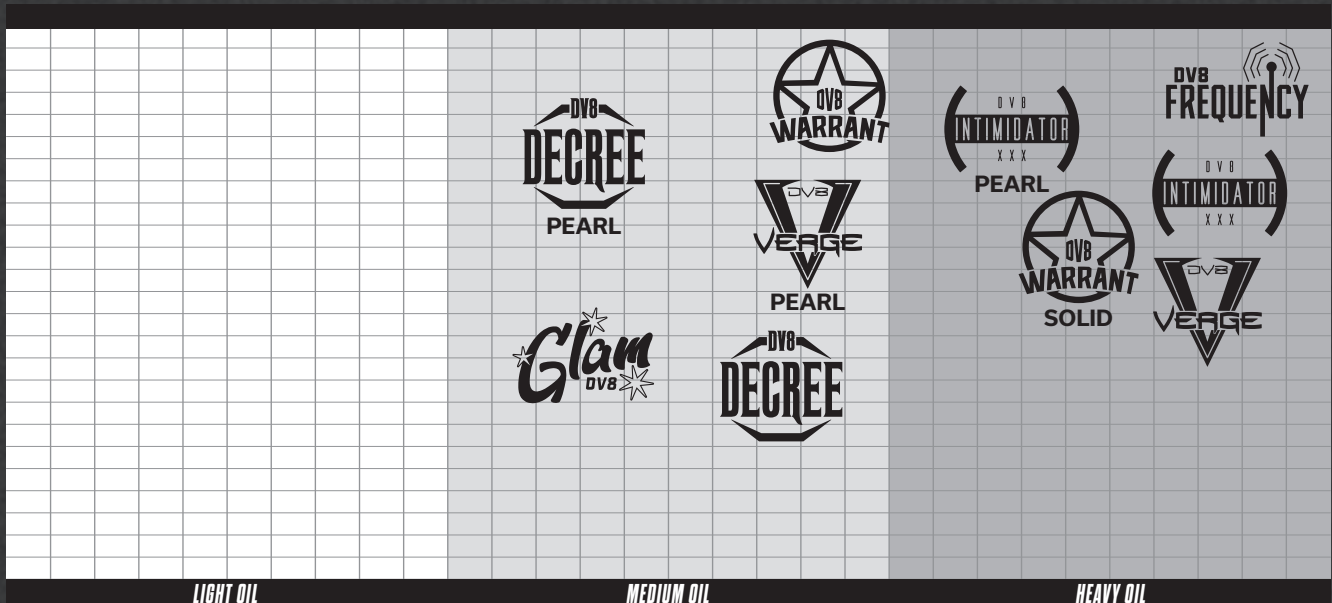 DV8
DECREE
PEARL
Glam
DV8
DV8
WARRANT
DV8
VERGE
PEARL
DV8
DECREE
DV8
INTIMIDATOR
XXX
PEARL
DV8
WARRANT
SOLID
DV8
FREQUENCY
DV8
INTIMIDATOR
XXX
DV8
VERGE
LIGHT OIL
MEDIUM OIL
HEAVY OIL